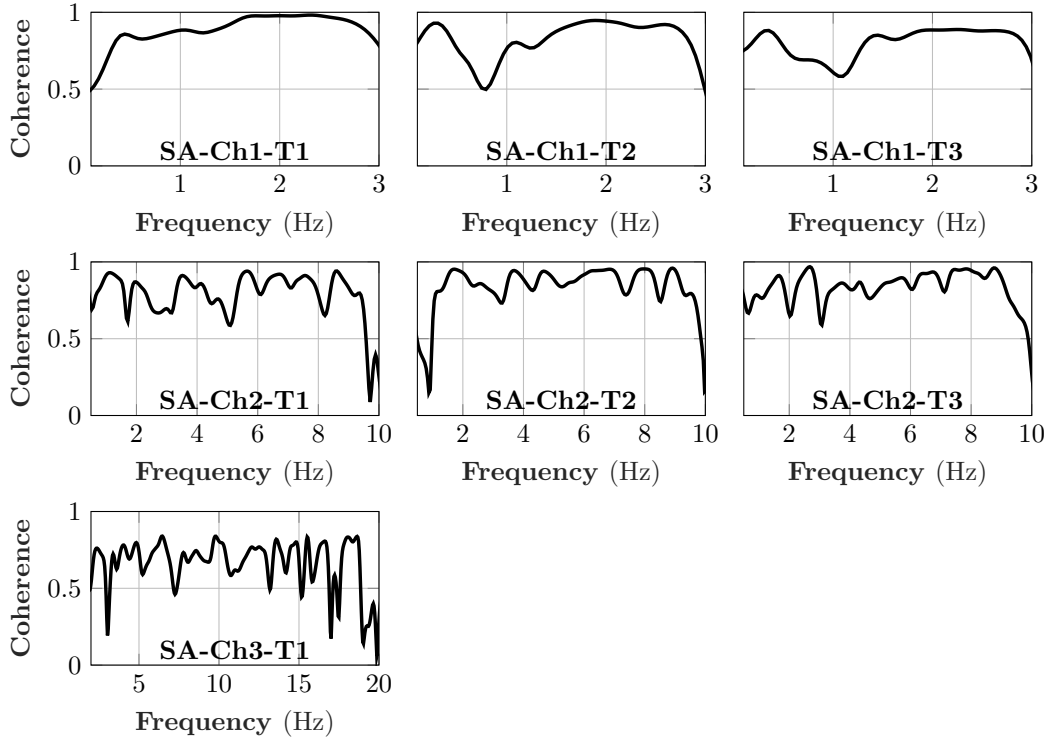 Coherence
1
0.5
0
SA-Ch1-T1
1 2 3
Frequency (Hz)
SA-Ch1-T2
1 2 3
Frequency (Hz)
SA-Ch1-T3
1 2 3
Frequency (Hz)
Coherence
1
0.5
0
SA-Ch2-T1
2 4 6 8 10
Frequency (Hz)
SA-Ch2-T2
2 4 6 8 10
Frequency (Hz)
SA-Ch2-T3
2 4 6 8 10
Frequency (Hz)
Coherence
1
0.5
0
SA-Ch3-T1
5 10 15 20
Frequency (Hz)